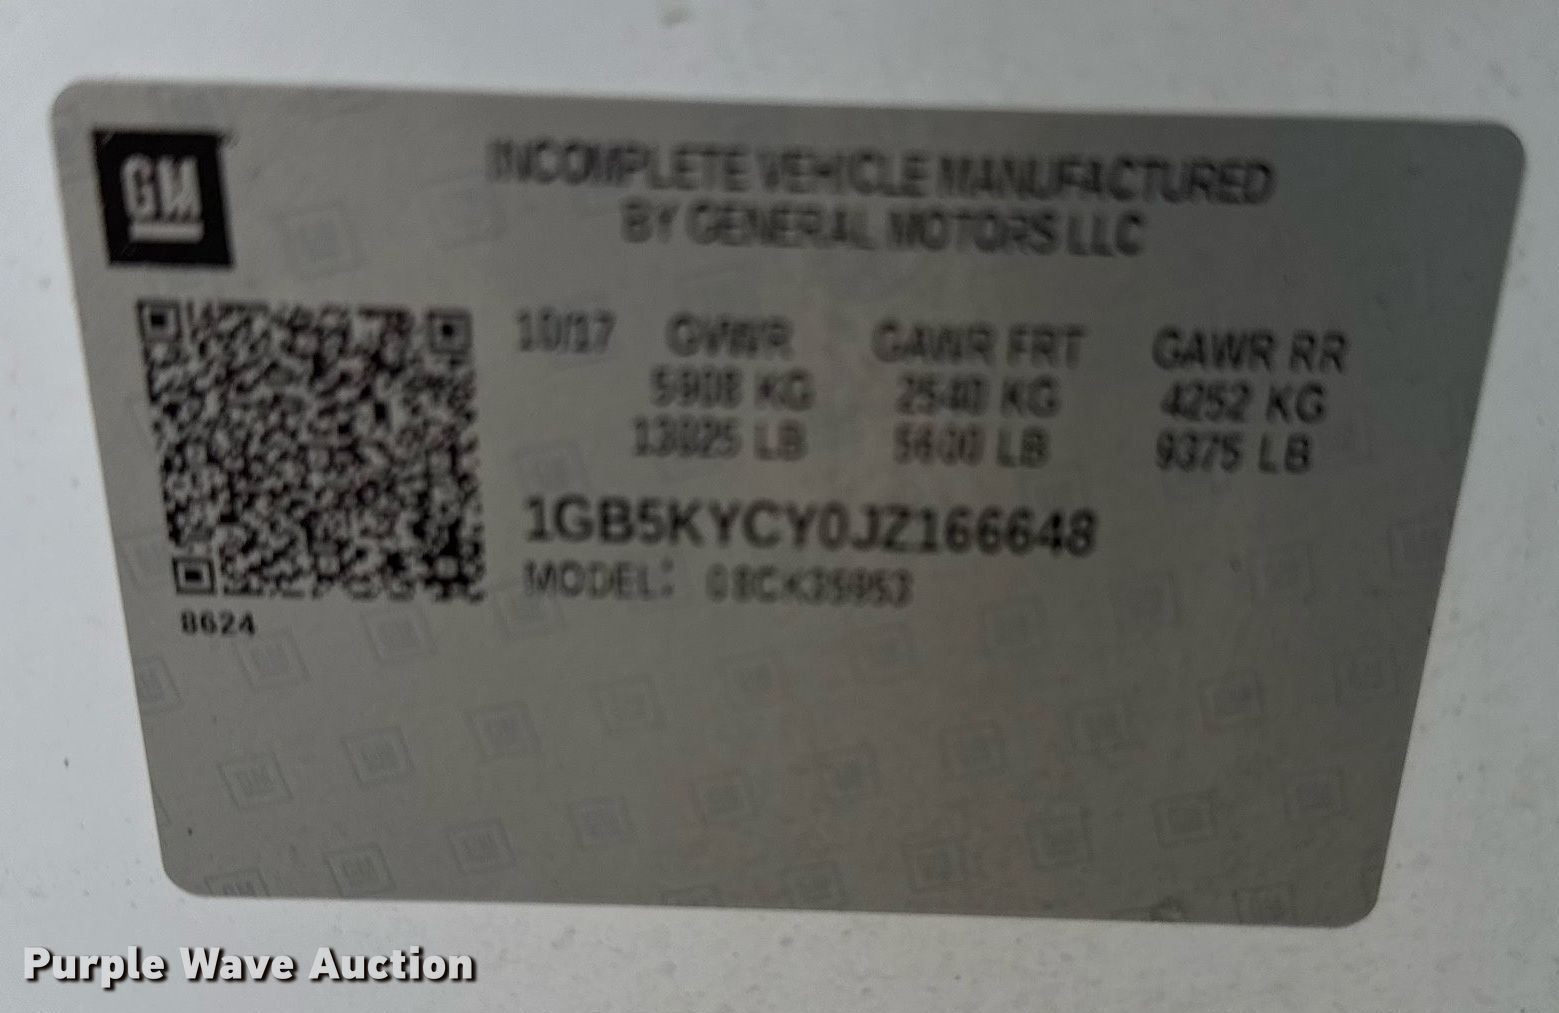 GM
INCOMPLETE VEHICLE MANUFACTURED
BY GENERAL MOTORS LLC
10/17 GVWR GAWR FRT GAWR RR
5908 KG 2540 KG 4252 KG
13025 LB 5600 LB 9375 LB
1GB5KYCY0JZ166648
MODEL: CK35953
8624
Purple Wave Auction